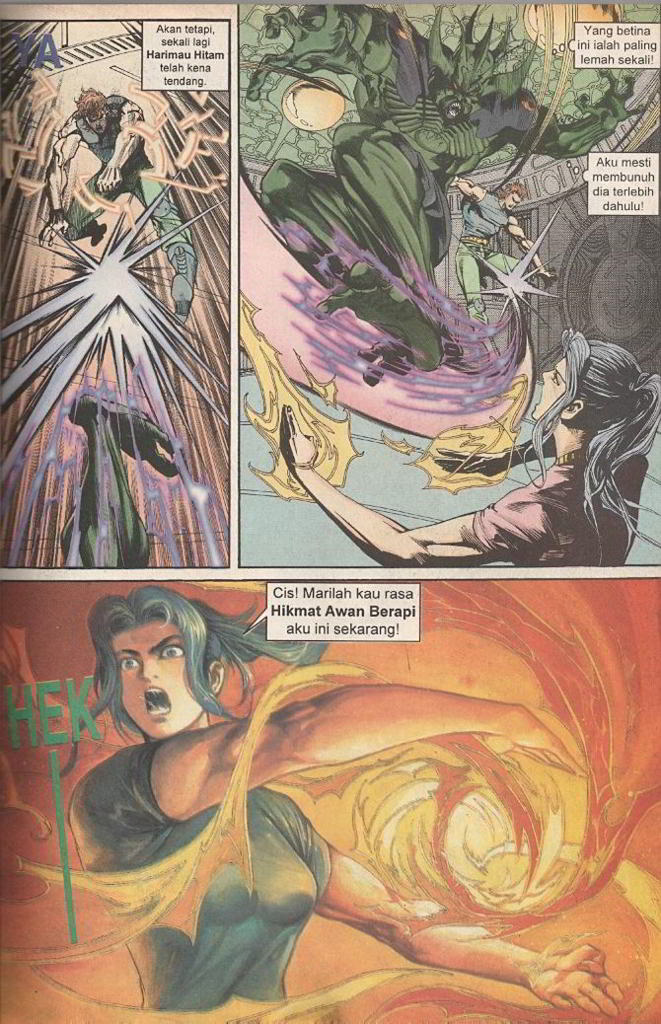 YA
Akan tetapi,
sekali lagi
Harimau Hitam
telah kena
tendang.
Yang betina
ini ialah paling
lemah sekali!
Aku mesti
membunuh
dia terlebih
dahulu!
Cis! Marilah kau rasa
Hikmat Awan Berapi
aku ini sekarang!
HEK